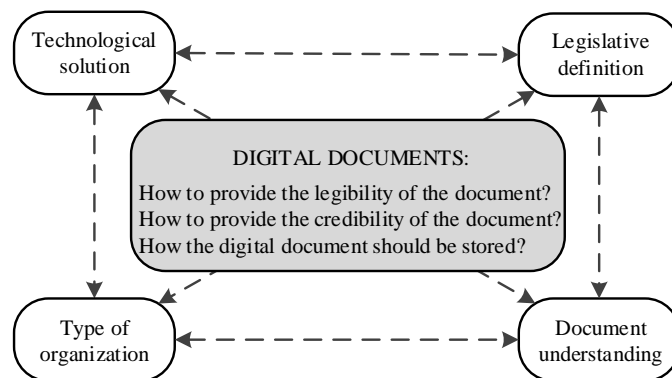 Technological
solution
Legislative
definition
DIGITAL DOCUMENTS:
How to provide the legibility of the document?
How to provide the credibility of the document?
How the digital document should be stored?
Type of
organization
Document
understanding